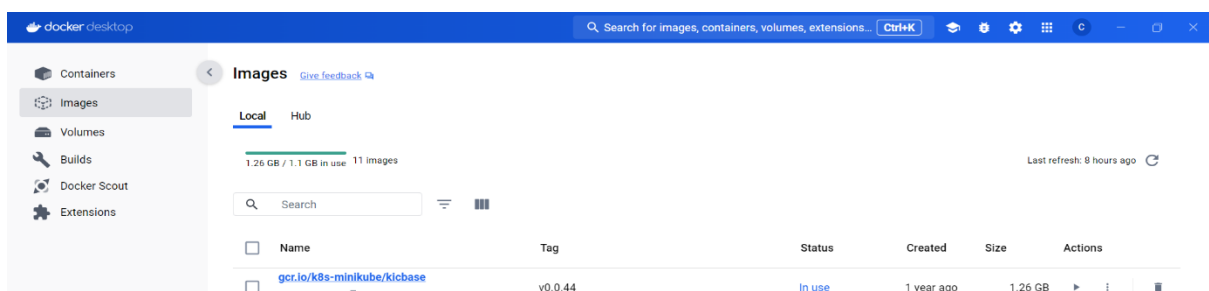 docker desktop
Search for images, containers, volumes, extensions... Ctrl+K
C
Containers
Images
Volumes
Builds
Docker Scout
Extensions
Images Give feedback
Local Hub
1.26 GB / 1.1 GB in use 11 images
Last refresh: 8 hours ago
Search
Name Tag Status Created Size Actions
gcr.io/k8s-minikube/kicbase
v0.0.44 In use 1 year ago 1.26 GB